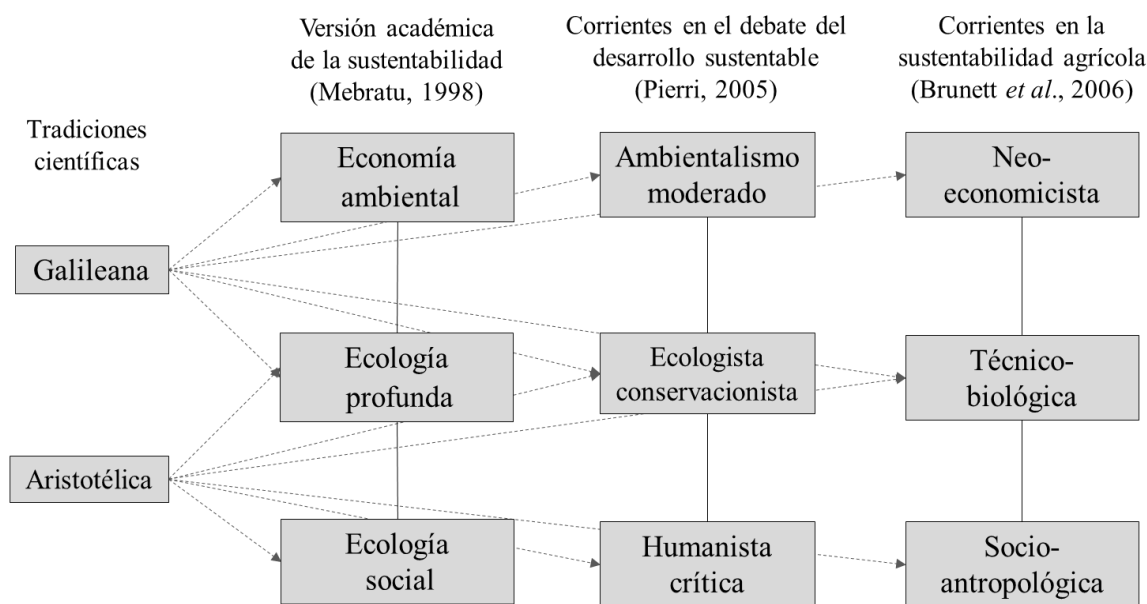 Versión académica
de la sustentabilidad
(Mebratu, 1998)
Corrientes en el debate del
desarrollo sustentable
(Pierri, 2005)
Corrientes en la
sustentabilidad agrícola
(Brunett et al., 2006)
Tradiciones
científicas
Economía
ambiental
Ambientalismo
moderado
Neo-
economicista
Galileana
Ecología
profunda
Ecologista
conservacionista
Técnico-
biológica
Aristotélica
Ecología
social
Humanista
crítica
Socio-
antropológica